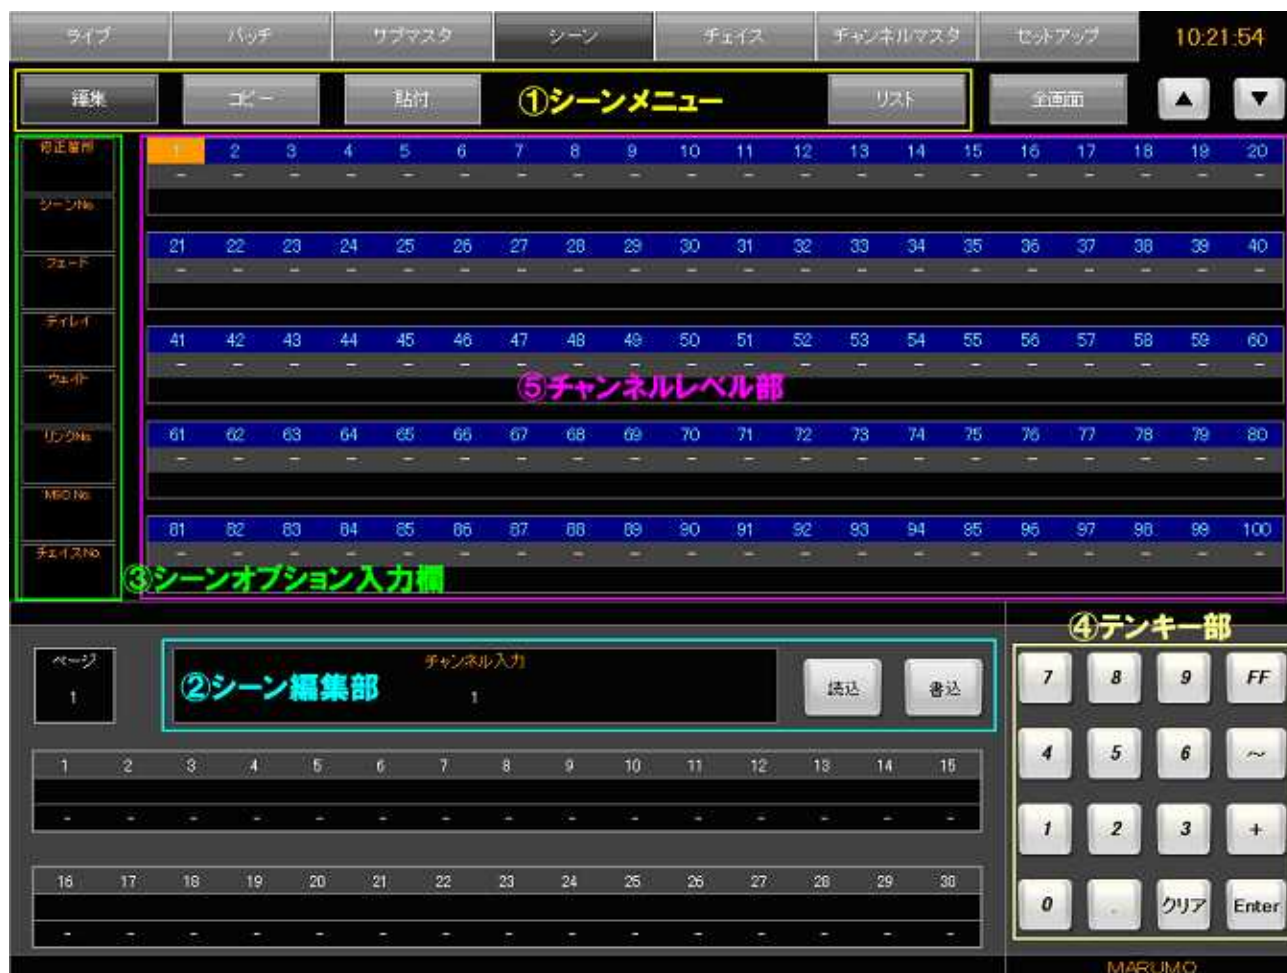 ライブ パッチ サブマスタ シーン チェイス チャンネルマスタ セットアップ 10:21:54
編集 コピー 貼付 ①シーンメニュー リスト 全画面 ▲ ▼
修正箇所
1 2 3 4 5 6 7 8 9 10 11 12 13 14 15 16 17 18 19 20
- - - - - - - - - - - - - - - - - - - -
シーンNo.
21 22 23 24 25 26 27 28 29 30 31 32 33 34 35 36 37 38 39 40
フェード
- - - - - - - - - - - - - - - - - - - -
ディレイ
41 42 43 44 45 46 47 48 49 50 51 52 53 54 55 56 57 58 59 60
- - - - - - - - - - - - - - - - - - - -
ウェイト
⑤チャンネルレベル部
リンクNo.
61 62 63 64 65 66 67 68 69 70 71 72 73 74 75 76 77 78 79 80
- - - - - - - - - - - - - - - - - - - -
81 82 83 84 85 86 87 88 89 90 91 92 93 94 95 96 97 98 99 100
チェイスNo.
- - - - - - - - - - - - - - - - - - - -
③シーンオプション入力欄
④テンキー部
ページ
1
②シーン編集部
チャンネル入力
1
読込 書込
7 8 9 FF
4 5 6 ～
1 2 3 +
0 . クリア Enter
1 2 3 4 5 6 7 8 9 10 11 12 13 14 15
- - - - - - - - - - - - - - -
16 17 18 19 20 21 22 23 24 25 26 27 28 29 30
- - - - - - - - - - - - - - -
MARUMO